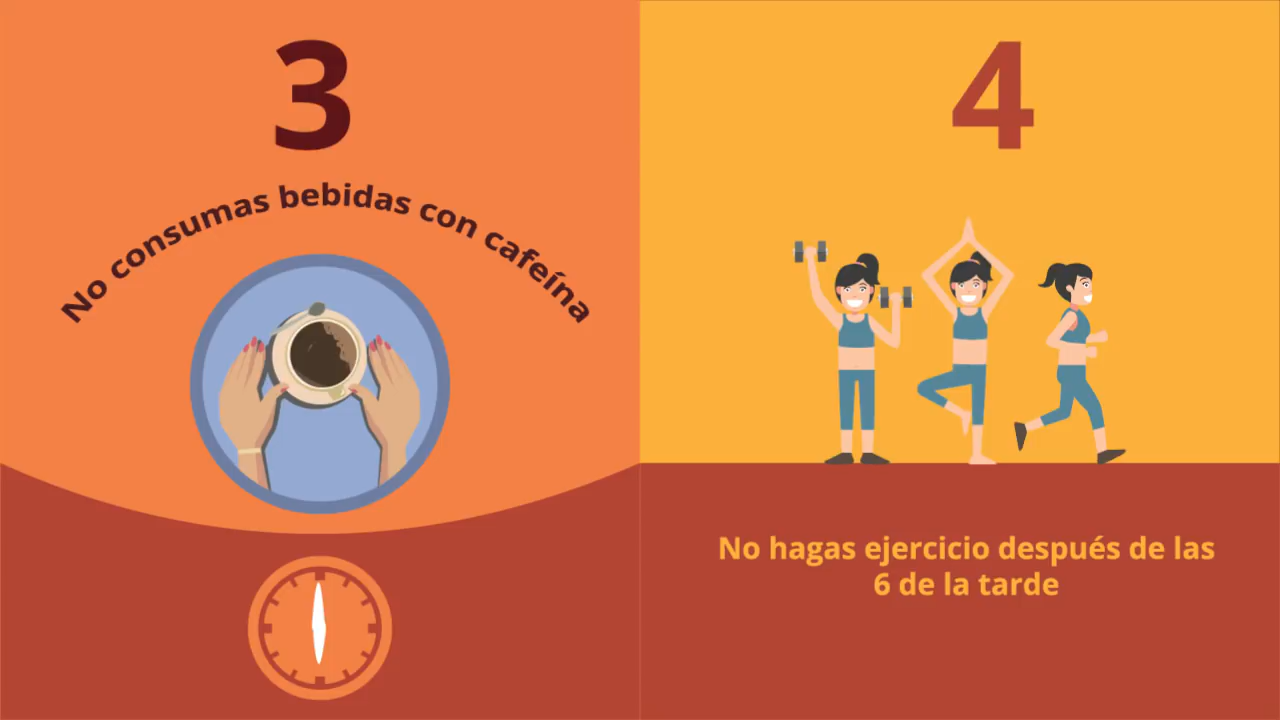 3
No consumas bebidas con cafeína
4
No hagas ejercicio después de las
6 de la tarde